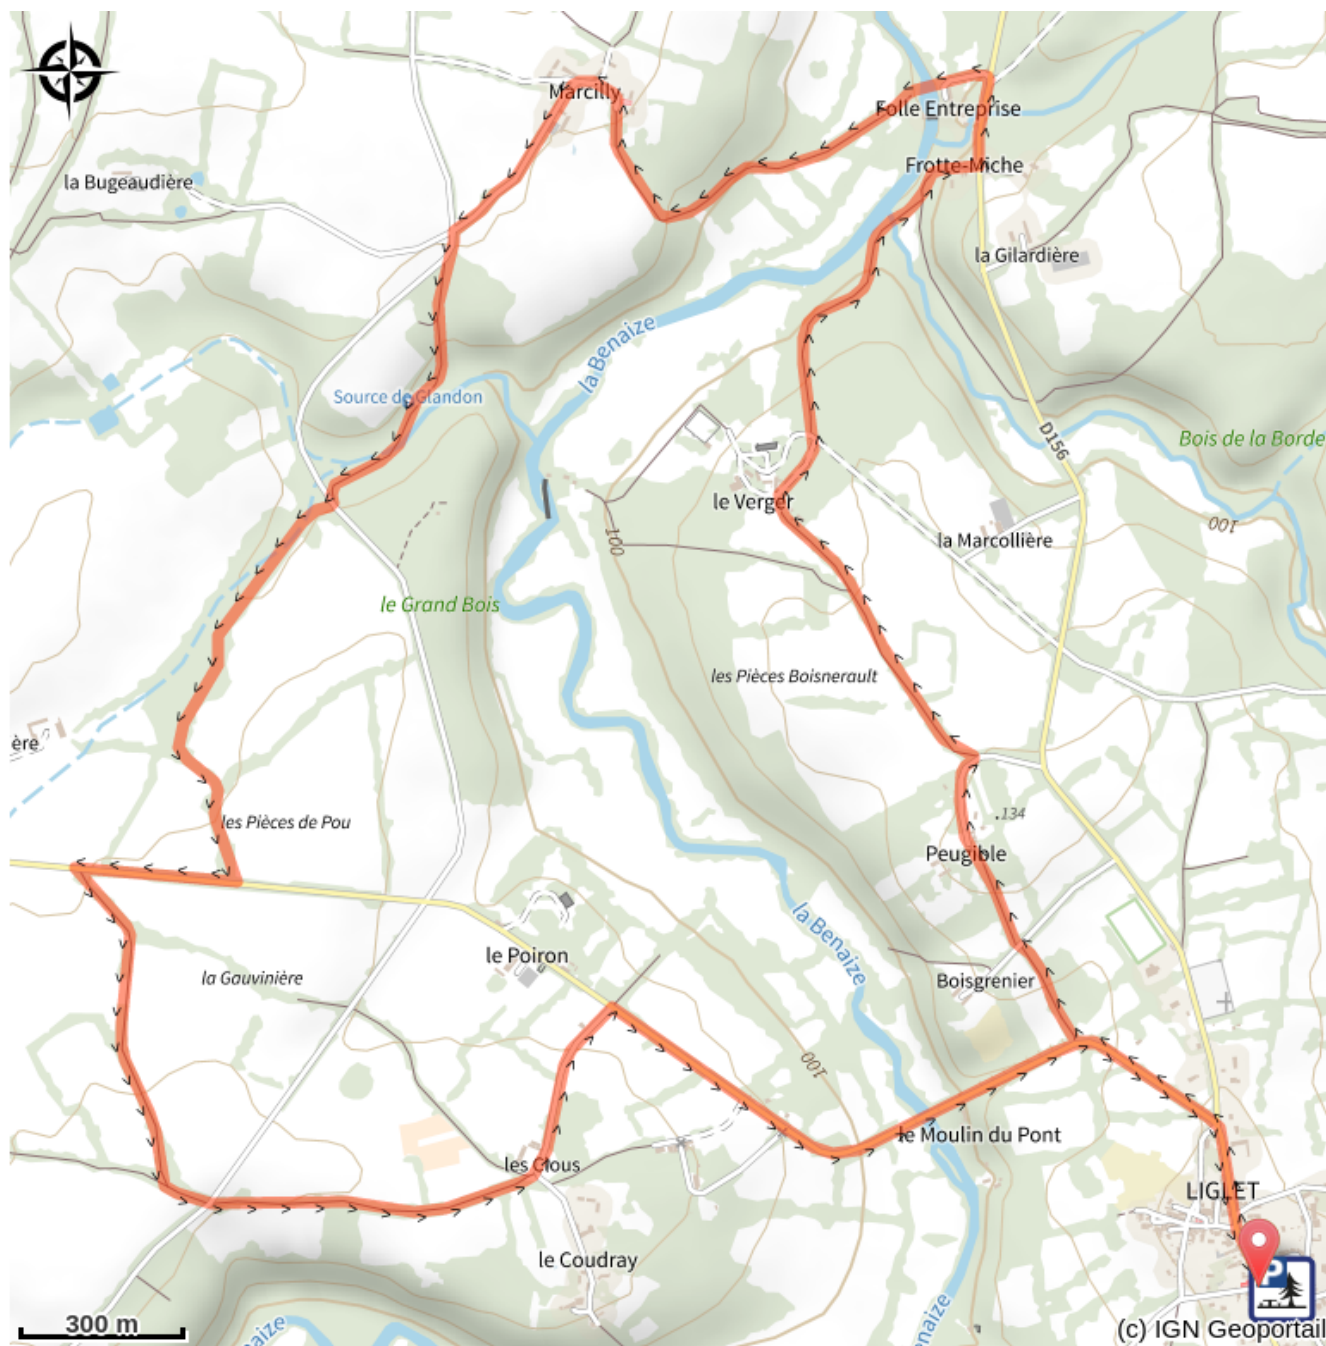 Marcilly
Folle Entreprise
Frotte-Miche
la Bugeaudière
la Gilardière
la Benaize
Source de Glandon
D156
Bois de la Borde
le Verger
100
100
la Marcollière
le Grand Bois
les Pièces Boisnerault
ère
.134
les Pièces de Pou
Peugible
la Benaize
le Poiron
la Gauvinière
Boisgrenier
100
le Moulin du Pont
les Clous
LIGLET
le Coudray
P
300 m
aize
enaize
(c) IGN Geoportail